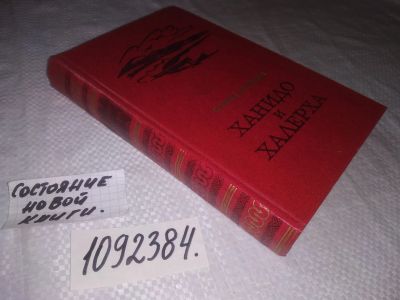 ХАНИДО
И
ХАЛЕРХА
СОСТОЯНИЕ
НОВОЙ
КНИГИ.
1092384.